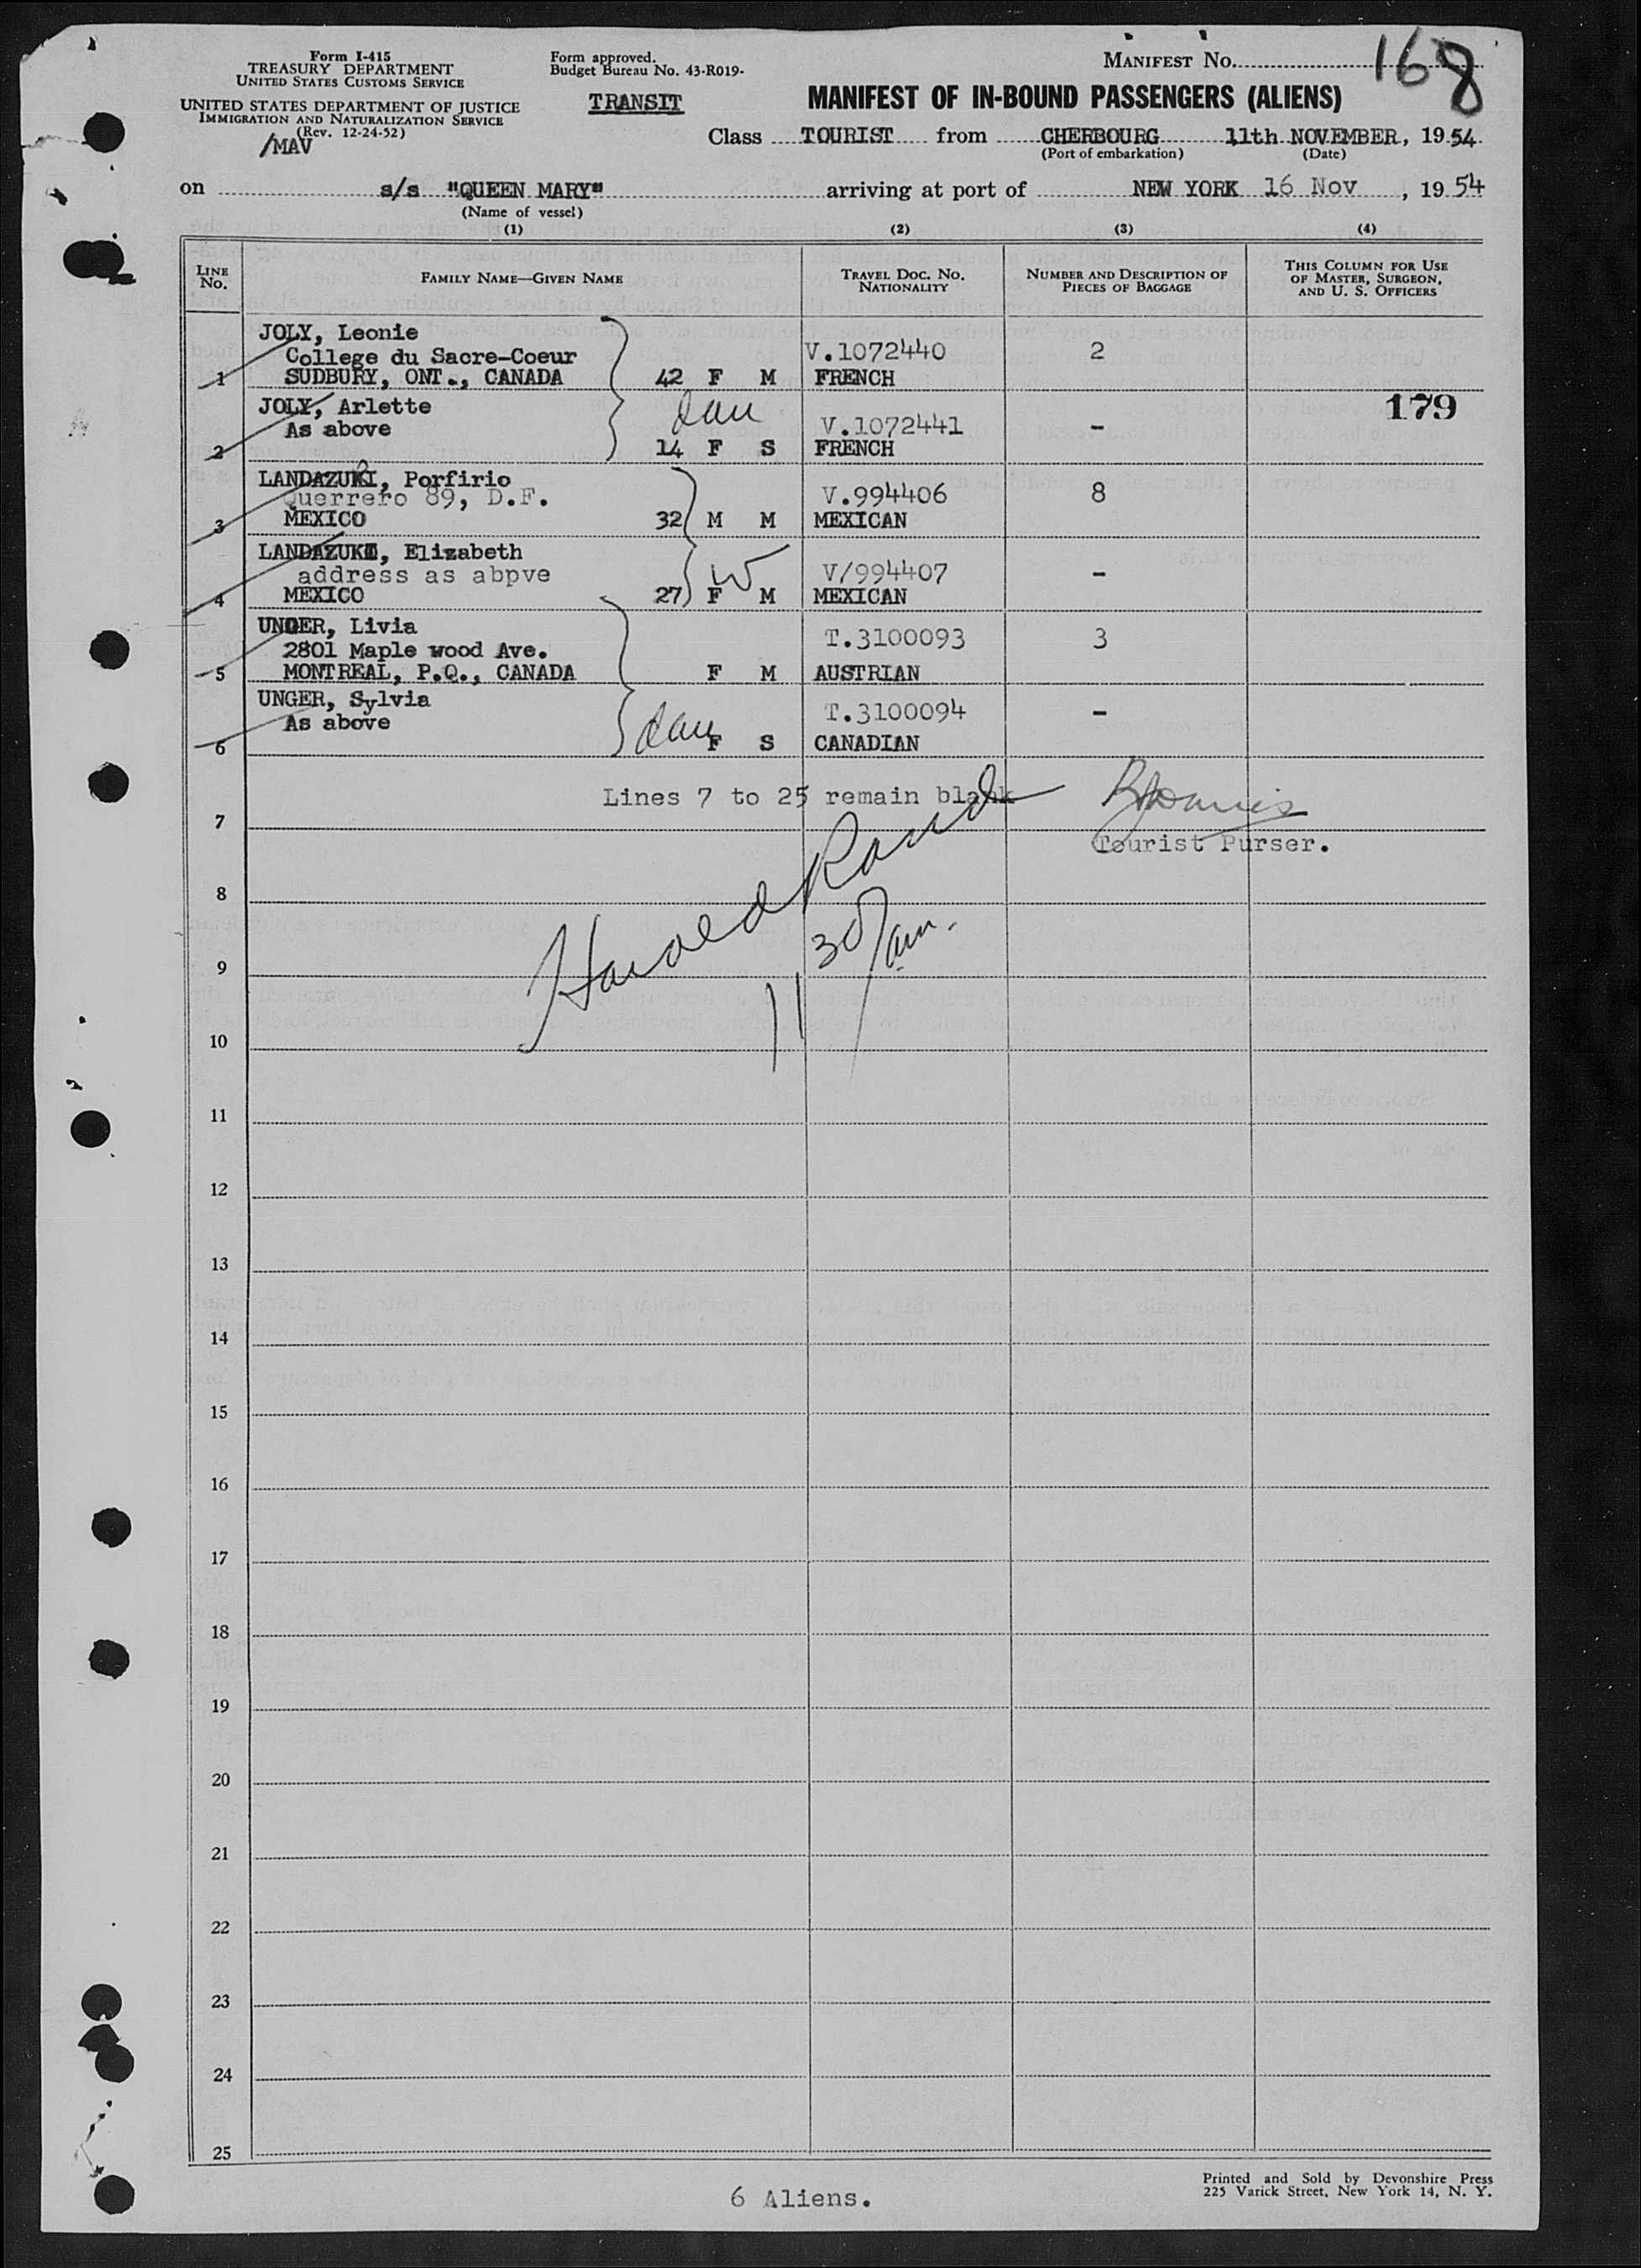 Form I-415
TREASURY DEPARTMENT
UNITED STATES CUSTOMS SERVICE
UNITED STATES DEPARTMENT OF JUSTICE
IMMIGRATION AND NATURALIZATION SERVICE
(Rev. 12-24-52)
/MAV
Form approved.
Budget Bureau No. 43-R019-
TRANSIT
MANIFEST NO. 168
MANIFEST OF IN-BOUND PASSENGERS (ALIENS)
Class TOURIST from CHERBOURG 11th NOVEMBER, 1954
(Port of embarkation) (Date)
on s/s "QUEEN MARY" arriving at port of NEW YORK 16 Nov, 1954
(Name of vessel)
(1) (2) (3) (4)
LINE NO. FAMILY NAME—GIVEN NAME TRAVEL DOC. NO. NATIONALITY NUMBER AND DESCRIPTION OF PIECES OF BAGGAGE THIS COLUMN FOR USE OF MASTER, SURGEON, AND U. S. OFFICERS
JOLY, Leonie
College du Sacre-Coeur V.1072440 2
1 SUDBURY, ONT., CANADA 42 F M FRENCH
JOLY, Arlette dau 179
As above V.1072441 -
2 14 F S FRENCH
LANDAZURI, Porfirio
Querrero 89, D.F. V.994406 8
3 MEXICO 32 M M MEXICAN
LANDAZUKI, Elizabeth
address as abpve W V/994407 -
4 MEXICO 27 F M MEXICAN
UNGER, Livia
2801 Maple wood Ave. T.3100093 3
5 MONTREAL, P.Q., CANADA F M AUSTRIAN
UNGER, Sylvia
As above T.3100094 -
6 dau F S CANADIAN
Lines 7 to 25 remain blank
7 Tourist Purser.
8
Harold
11 30/am.
9
10
11
12
13
14
15
16
17
18
19
20
21
22
23
24
25
6 Aliens.
Printed and Sold by Devonshire Press
225 Varick Street, New York 14, N. Y.